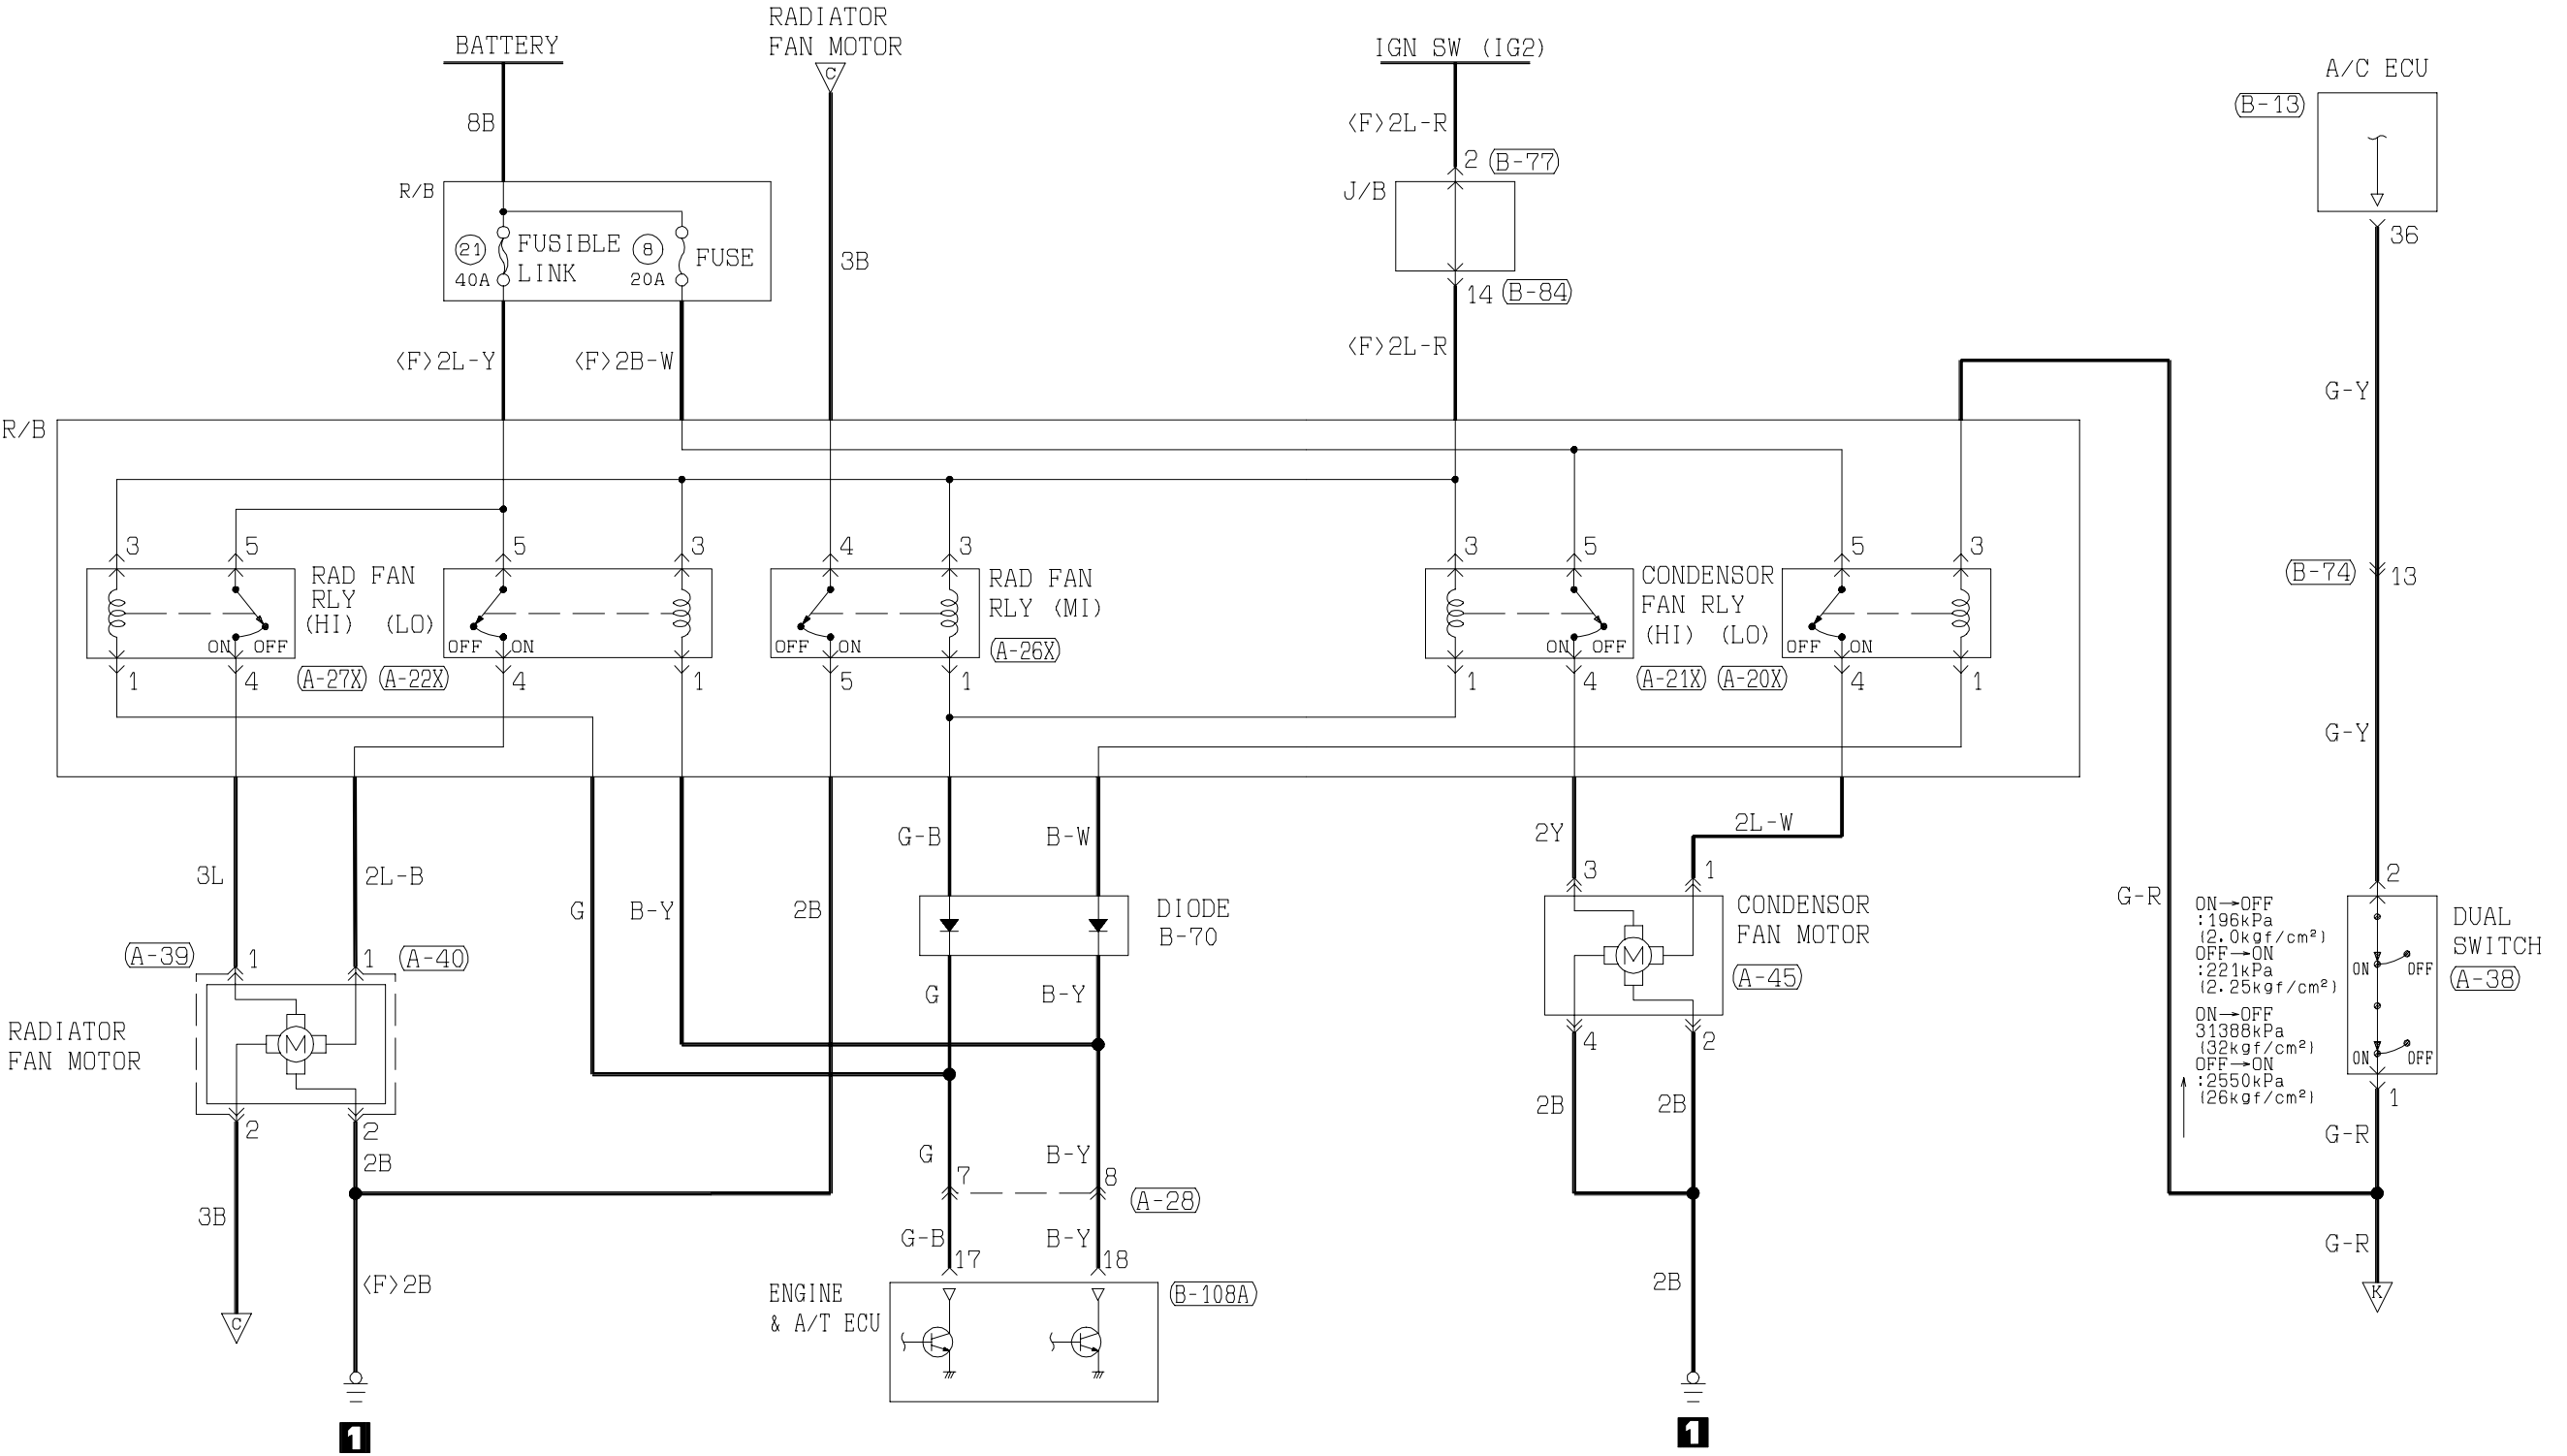 RADIATOR
FAN MOTOR
C
BATTERY
IGN SW (IG2)
A/C ECU
(B-13)
8B
<F>2L-R
2 (B-77)
R/B
J/B
36
21
FUSIBLE
LINK
40A
8
FUSE
20A
3B
14 (B-84)
<F>2L-Y
<F>2B-W
<F>2L-R
G-Y
R/B
3
5
5
3
4
3
3
5
5
3
RAD FAN
RLY
(HI) (LO)
RAD FAN
RLY (MI)
CONDENSOR
FAN RLY
(HI) (LO)
(B-74)
13
ON OFF
OFF ON
OFF ON
ON OFF
OFF ON
(A-26X)
1
4
(A-27X)
(A-22X)
4
1
5
1
1
4
(A-21X)
(A-20X)
4
1
G-Y
G-B
B-W
2Y
2L-W
3L
2L-B
G
B-Y
2B
3
1
2
G-R
DIODE
B-70
CONDENSOR
FAN MOTOR
M
(A-45)
ON→OFF
:196kPa
(2.0kgf/cm²)
OFF→ON
:221kPa
(2.25kgf/cm²)
ON→OFF
31388kPa
(32kgf/cm²)
OFF→ON
:2550kPa
(26kgf/cm²)
ON
OFF
ON
OFF
DUAL
SWITCH
(A-38)
(A-39)
1
1
(A-40)
G
B-Y
RADIATOR
FAN MOTOR
M
4
2
1
2
2
2B
2B
2B
G-R
G
B-Y
7
8
(A-28)
3B
G-B
B-Y
G-R
17
18
<F>2B
2B
ENGINE
& A/T ECU
(B-108A)
K
C
1
1